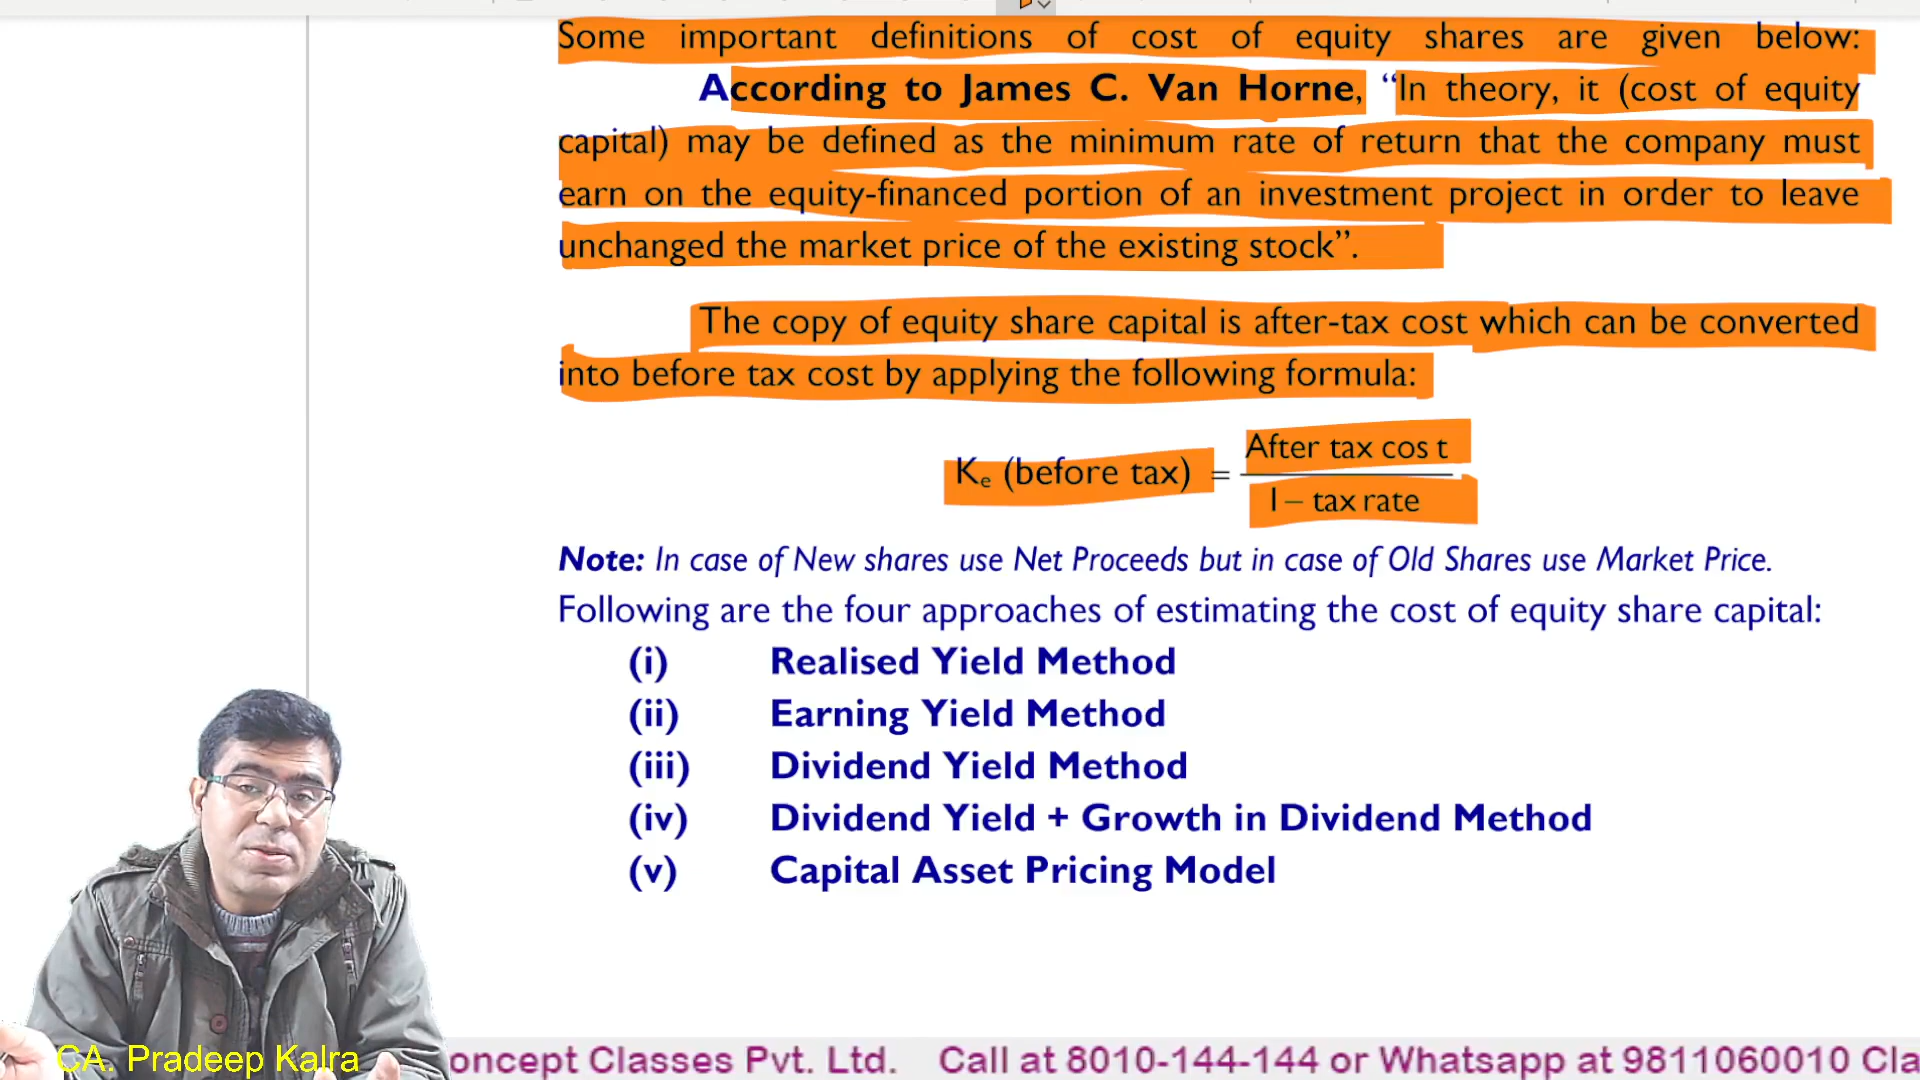 Some important definitions of cost of equity shares are given below:
According to James C. Van Horne, “In theory, it (cost of equity
capital) may be defined as the minimum rate of return that the company must
earn on the equity-financed portion of an investment project in order to leave
unchanged the market price of the existing stock”.
The copy of equity share capital is after-tax cost which can be converted
into before tax cost by applying the following formula:
After tax cos t
Ke (before tax) =
1 – tax rate
Note: In case of New shares use Net Proceeds but in case of Old Shares use Market Price.
Following are the four approaches of estimating the cost of equity share capital:
(i) Realised Yield Method
(ii) Earning Yield Method
(iii) Dividend Yield Method
(iv) Dividend Yield + Growth in Dividend Method
(v) Capital Asset Pricing Model
CA. Pradeep Kalra oncept Classes Pvt. Ltd. Call at 8010-144-144 or Whatsapp at 9811060010 Cla